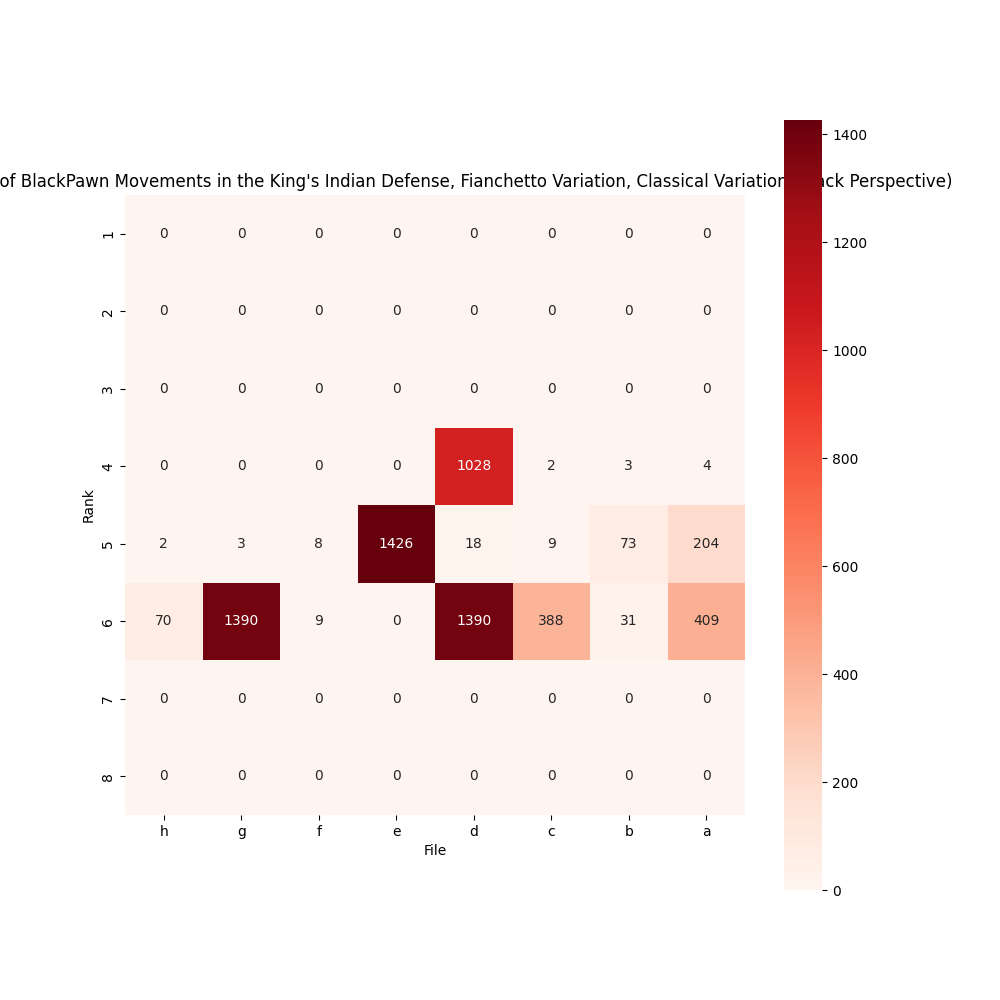 1400
of BlackPawn Movements in the King's Indian Defense, Fianchetto Variation, Classical Variation Perspective)
1200
1000
800
600
400
200
0
Rank
1 0 0 0 0 0 0 0 0
2 0 0 0 0 0 0 0 0
3 0 0 0 0 0 0 0 0
4 0 0 0 0 1028 2 3 4
5 2 3 8 1426 18 9 73 204
6 70 1390 9 0 1390 388 31 409
7 0 0 0 0 0 0 0 0
8 0 0 0 0 0 0 0 0
h g f e d c b a
File